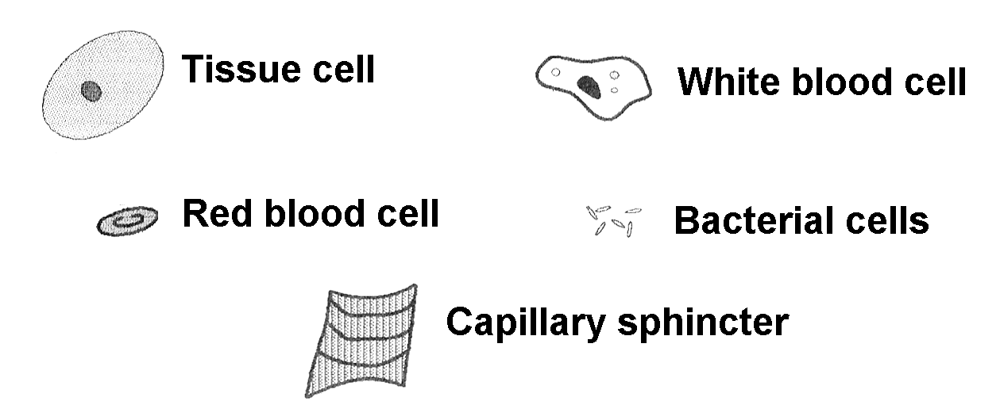 Tissue cell
White blood cell
Red blood cell
Bacterial cells
Capillary sphincter